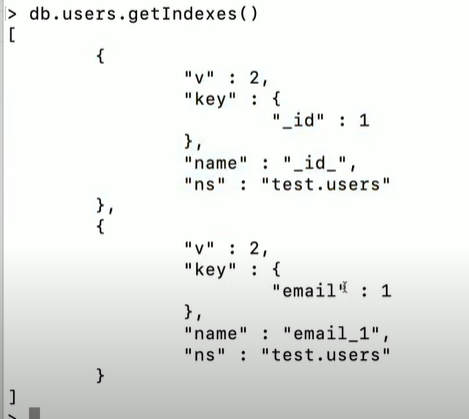 > db.users.getIndexes()
[
{
"v" : 2,
"key" : {
"_id" : 1
},
"name" : "_id_",
"ns" : "test.users"
},
{
"v" : 2,
"key" : {
"email" : 1
},
"name" : "email_1",
"ns" : "test.users"
}
]
>